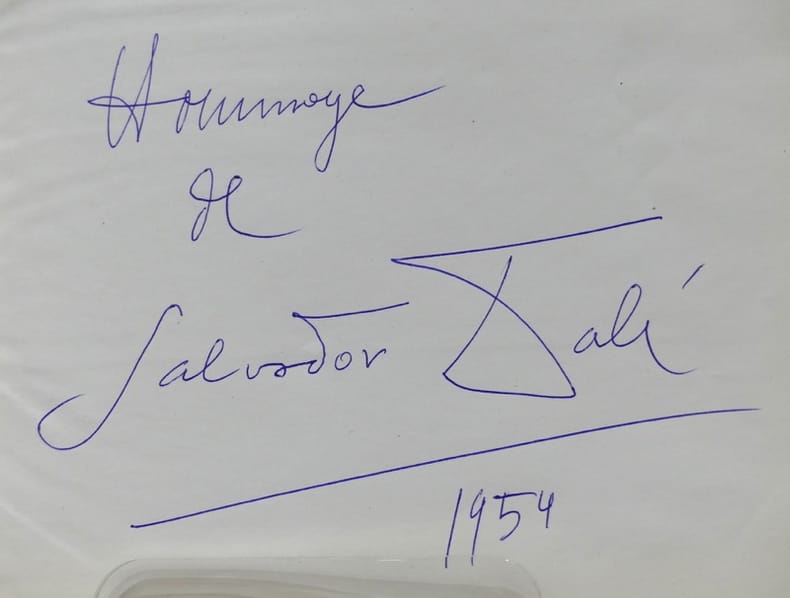 Hommage
de
Salvador Dalí
1954